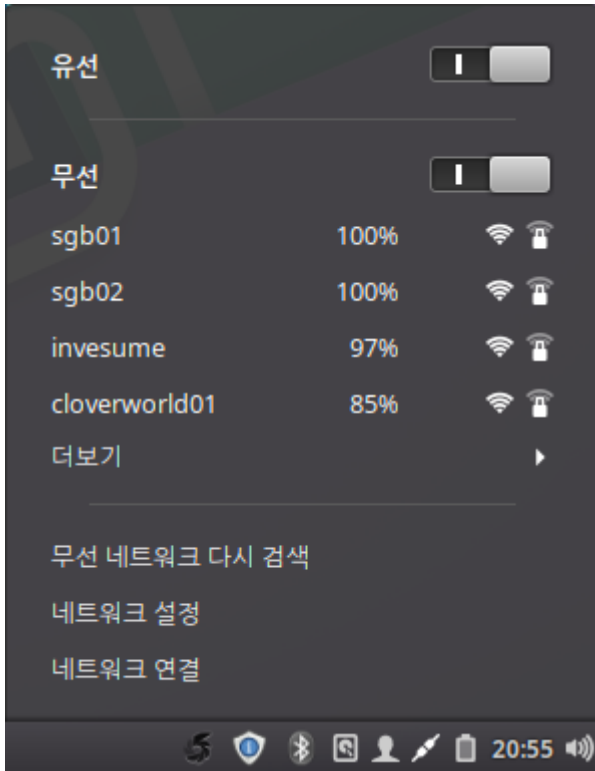 유선
무선
sgb01 100%
sgb02 100%
invesume 97%
cloverworld01 85%
더보기
무선 네트워크 다시 검색
네트워크 설정
네트워크 연결
20:55